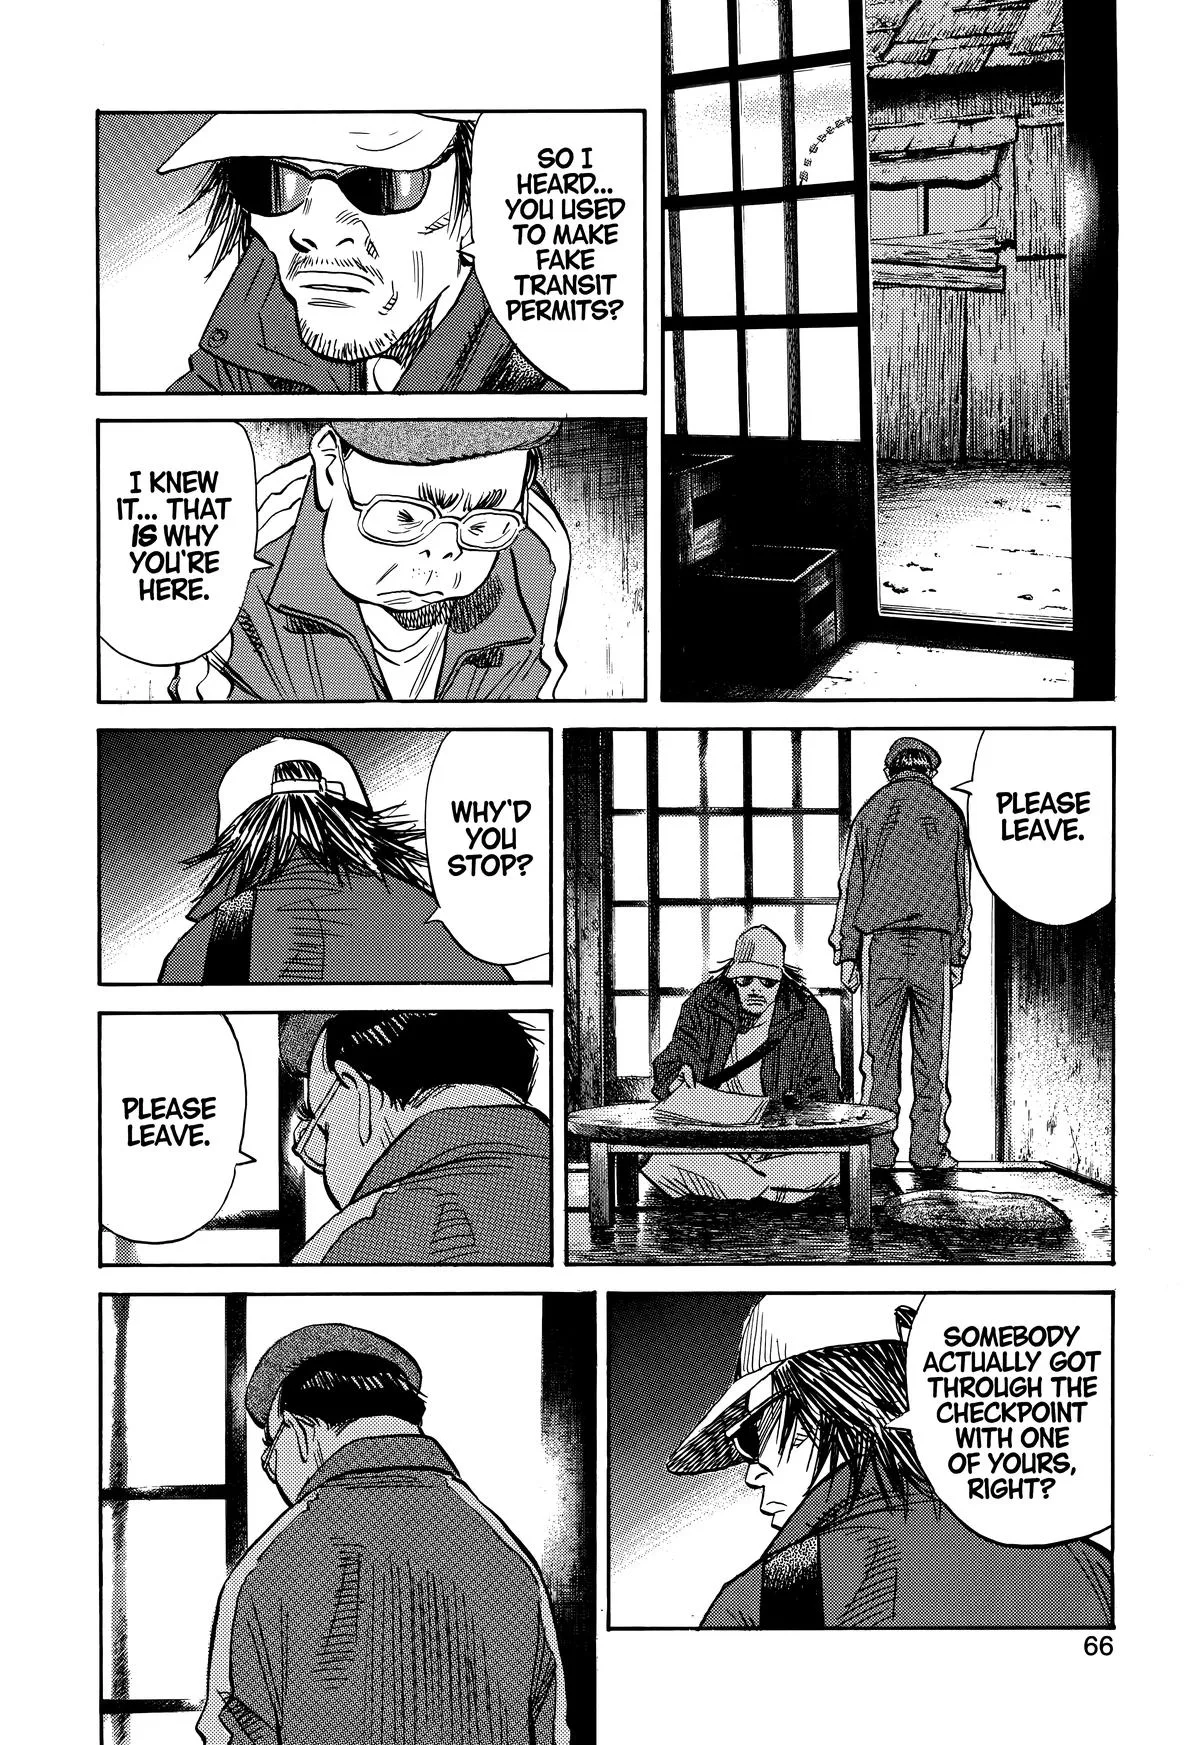 SO I
HEARD...
YOU USED
TO MAKE
FAKE
TRANSIT
PERMITS?
I KNEW
IT... THAT
IS WHY
YOU'RE
HERE.
PLEASE
LEAVE.
WHY'D
YOU
STOP?
PLEASE
LEAVE.
SOMEBODY
ACTUALLY GOT
THROUGH THE
CHECKPOINT
WITH ONE
OF YOURS,
RIGHT?
66